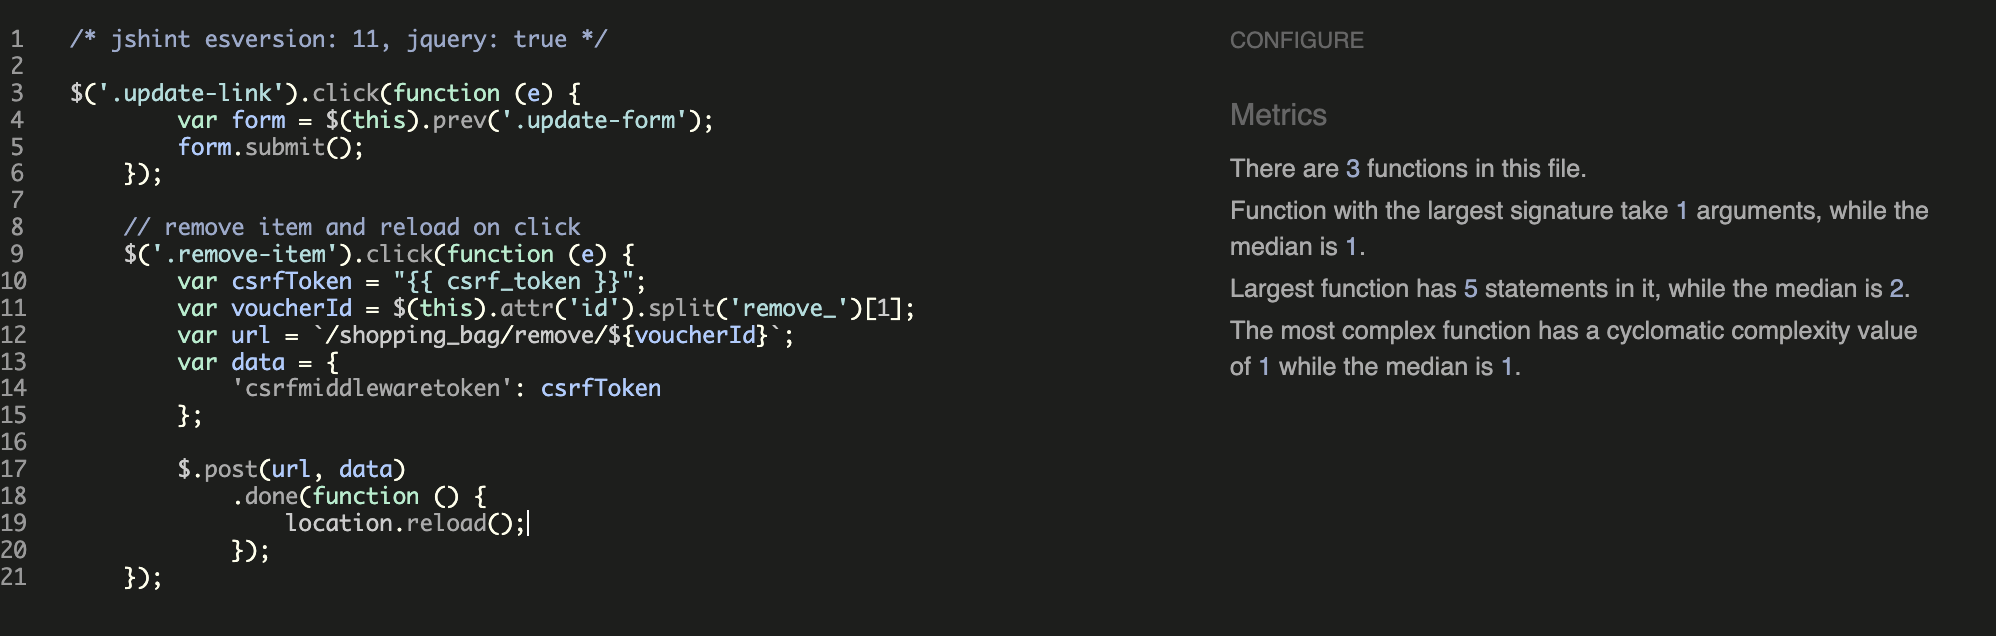 1 /* jshint esversion: 11, jquery: true */
2
3 $('.update-link').click(function (e) {
4         var form = $(this).prev('.update-form');
5         form.submit();
6     });
7
8     // remove item and reload on click
9     $('.remove-item').click(function (e) {
10         var csrfToken = "{{ csrf_token }}";
11         var voucherId = $(this).attr('id').split('remove_')[1];
12         var url = `/shopping_bag/remove/${voucherId}`;
13         var data = {
14             'csrfmiddlewaretoken': csrfToken
15         };
16
17         $.post(url, data)
18             .done(function () {
19                 location.reload();
20             });
21     });
CONFIGURE
Metrics
There are 3 functions in this file.
Function with the largest signature take 1 arguments, while the
median is 1.
Largest function has 5 statements in it, while the median is 2.
The most complex function has a cyclomatic complexity value
of 1 while the median is 1.